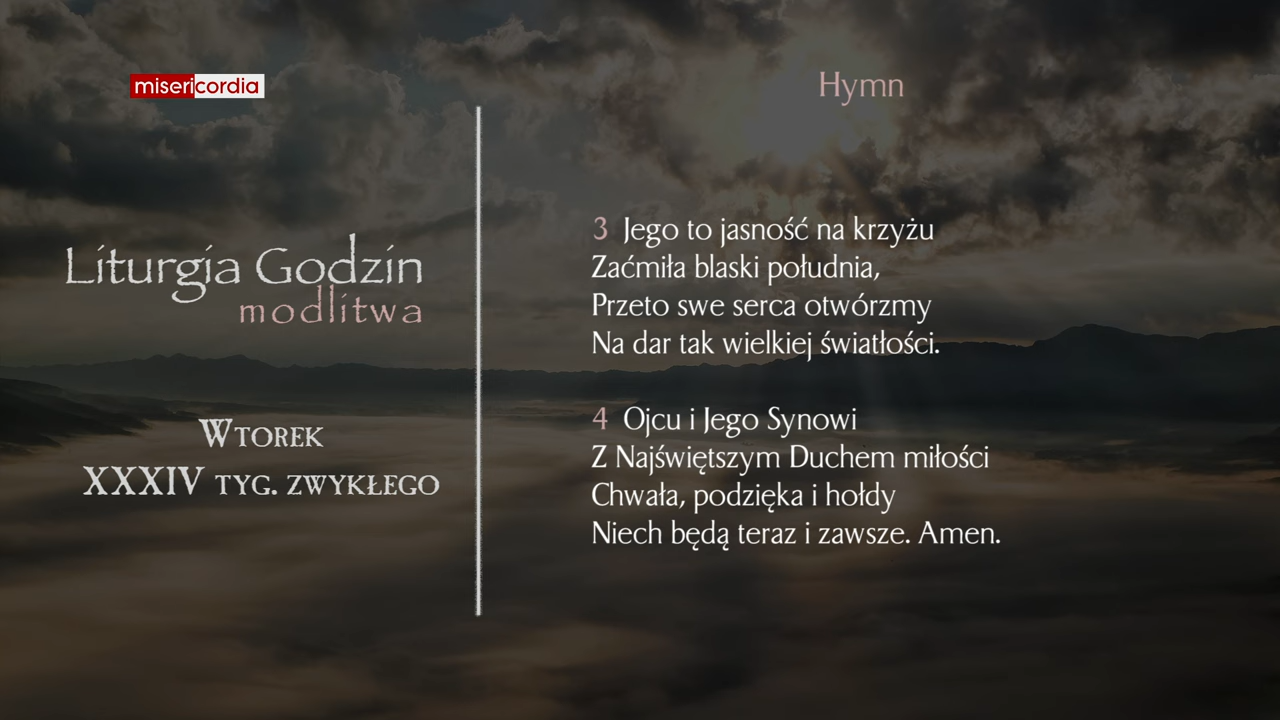 misericordia
Liturgia Godzin
modlitwa
Wtorek
XXXIV tyg. zwykłego
Hymn
3 Jego to jasność na krzyżu
Zaćmiła blaski południa,
Przeto swe serca otwórzmy
Na dar tak wielkiej światłości.
4 Ojcu i Jego Synowi
Z Najświętszym Duchem miłości
Chwała, podzięka i hołdy
Niech będą teraz i zawsze. Amen.